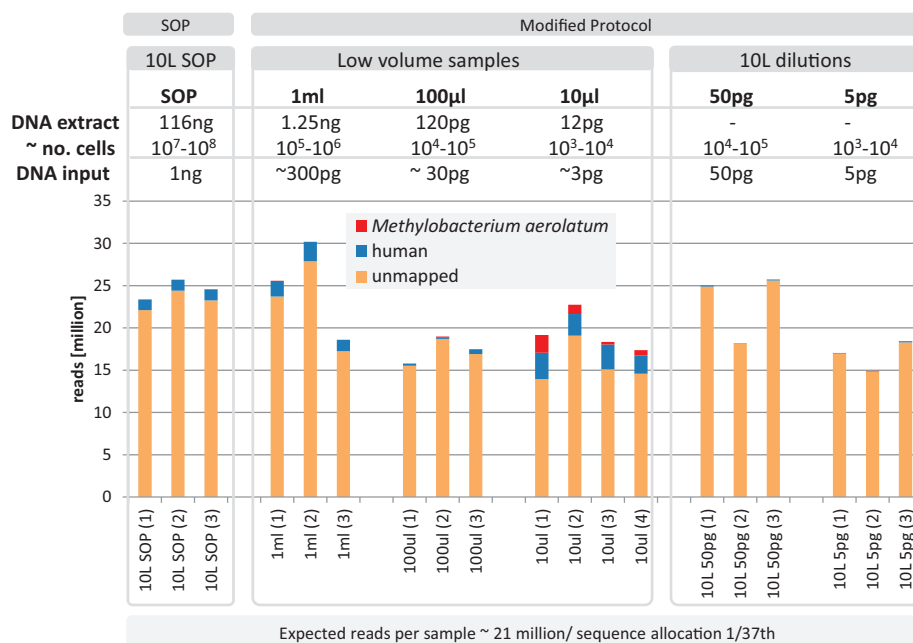 SOP Modified Protocol
10L SOP Low volume samples 10L dilutions
SOP 1ml 100µl 10µl 50pg 5pg
DNA extract 116ng 1.25ng 120pg 12pg - -
~ no. cells 10⁷-10⁸ 10⁵-10⁶ 10⁴-10⁵ 10³-10⁴ 10⁴-10⁵ 10³-10⁴
DNA input 1ng ~300pg ~ 30pg ~3pg 50pg 5pg
35
30
25
20
15
10
5
0
reads [million]
Methylobacterium aerolatum
human
unmapped
10L SOP (1)
10L SOP (2)
10L SOP (3)
1ml (1)
1ml (2)
1ml (3)
100ul (1)
100ul (2)
100ul (3)
10ul (1)
10ul (2)
10ul (3)
10ul (4)
10L 50pg (1)
10L 50pg (2)
10L 50pg (3)
10L 5pg (1)
10L 5pg (2)
10L 5pg (3)
Expected reads per sample ~ 21 million/ sequence allocation 1/37th